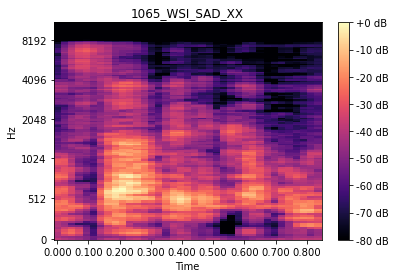 1065_WSI_SAD_XX
8192
4096
2048
1024
512
0
Hz
0.000 0.100 0.200 0.300 0.400 0.500 0.600 0.700 0.800
Time
+0 dB
-10 dB
-20 dB
-30 dB
-40 dB
-50 dB
-60 dB
-70 dB
-80 dB